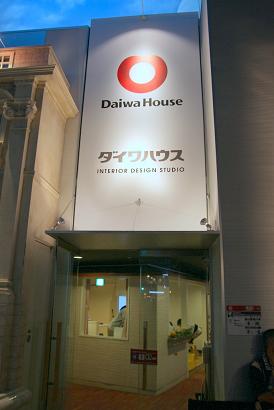 Daiwa House
ダイワハウス
INTERIOR DESIGN STUDIO